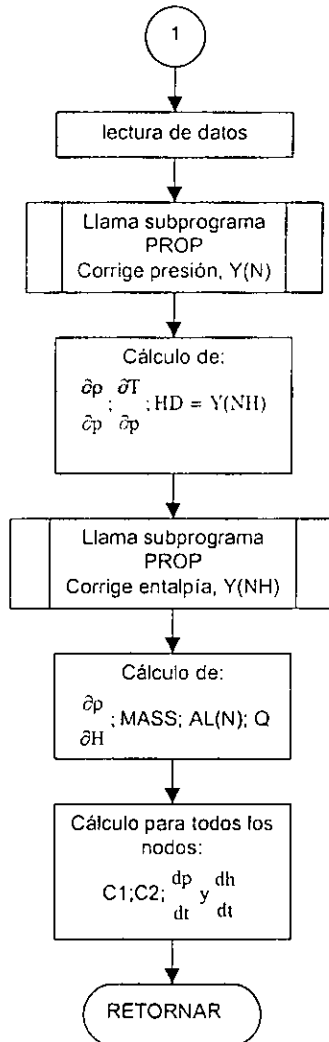 1
lectura de datos
Llama subprograma
PROP
Corrige presión, Y(N)
Cálculo de:
∂ρ/∂p ; ∂T/∂p ; HD = Y(NH)
Llama subprograma
PROP
Corrige entalpía, Y(NH)
Cálculo de:
∂ρ/∂H ; MASS; AL(N); Q
Cálculo para todos los
nodos:
C1;C2; dp/dt y dh/dt
RETORNAR